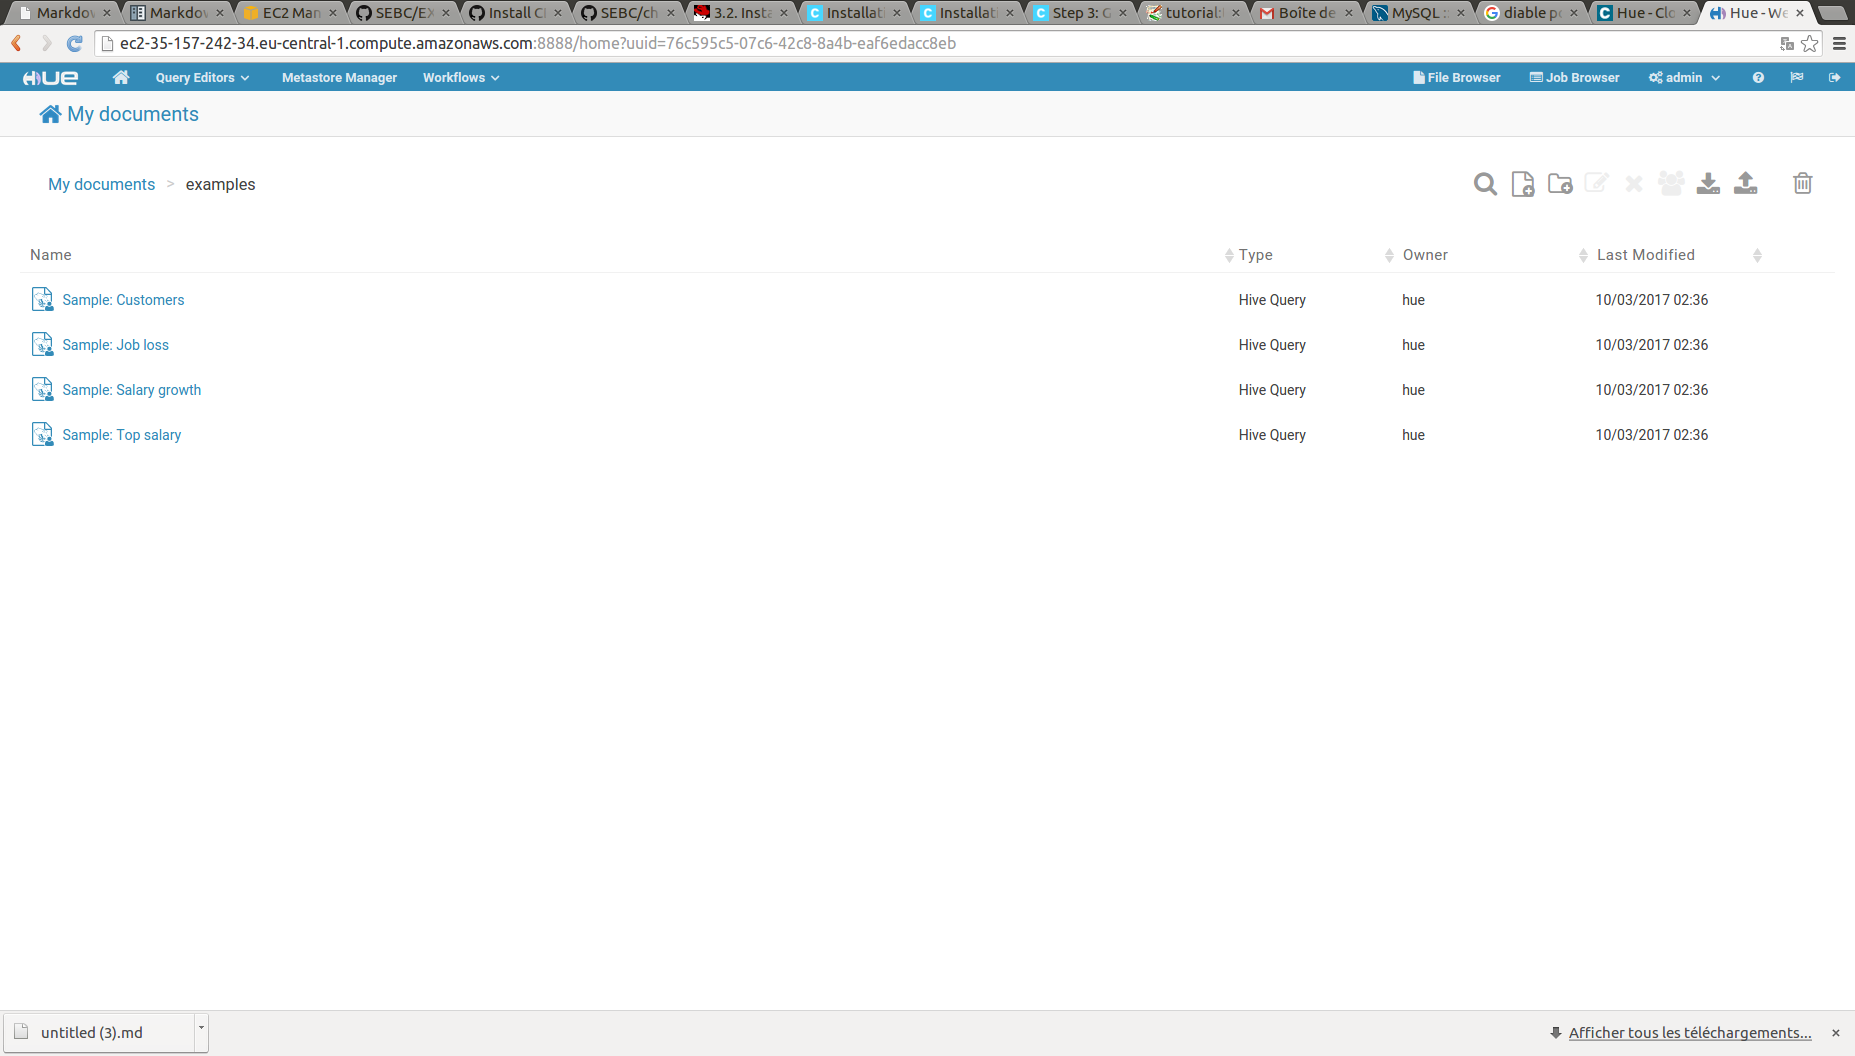 Markdov Markdov EC2 Man SEBC/EX Install Cl SEBC/ch 3.2. Insta Installati Installati Step 3: G tutorial: Boîte de MySQL :: diable po Hue - Clo Hue - We
ec2-35-157-242-34.eu-central-1.compute.amazonaws.com:8888/home?uuid=76c595c5-07c6-42c8-8a4b-eaf6edacc8eb
HUE Query Editors Metastore Manager Workflows File Browser Job Browser admin
My documents
My documents > examples
Name Type Owner Last Modified
Sample: Customers Hive Query hue 10/03/2017 02:36
Sample: Job loss Hive Query hue 10/03/2017 02:36
Sample: Salary growth Hive Query hue 10/03/2017 02:36
Sample: Top salary Hive Query hue 10/03/2017 02:36
untitled (3).md Afficher tous les téléchargements...